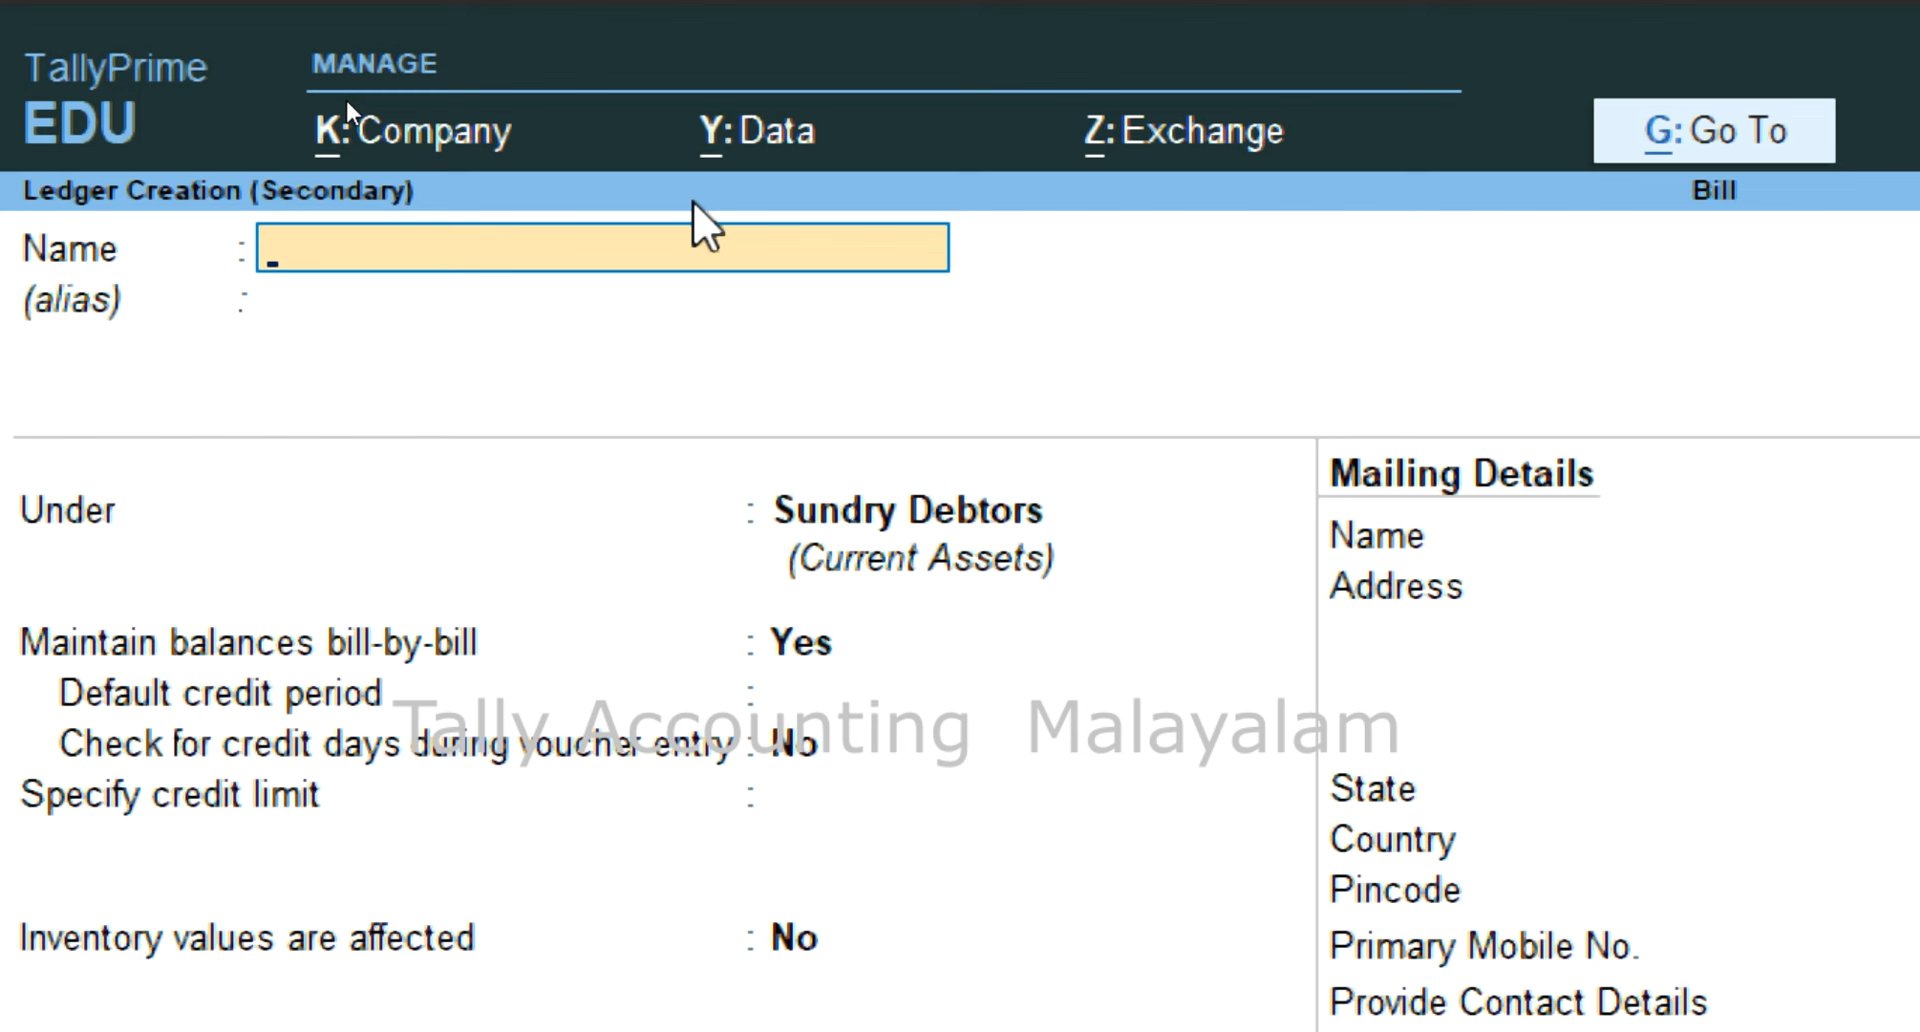 TallyPrime
EDU
MANAGE
K: Company
Y: Data
Z: Exchange
G: Go To
Ledger Creation (Secondary)
Bill
Name :
(alias) :
Under : Sundry Debtors
(Current Assets)
Maintain balances bill-by-bill : Yes
Default credit period :
Check for credit days during voucher entry : No
Specify credit limit :
Inventory values are affected : No
Tally Accounting Malayalam
Mailing Details
Name
Address
State
Country
Pincode
Primary Mobile No.
Provide Contact Details